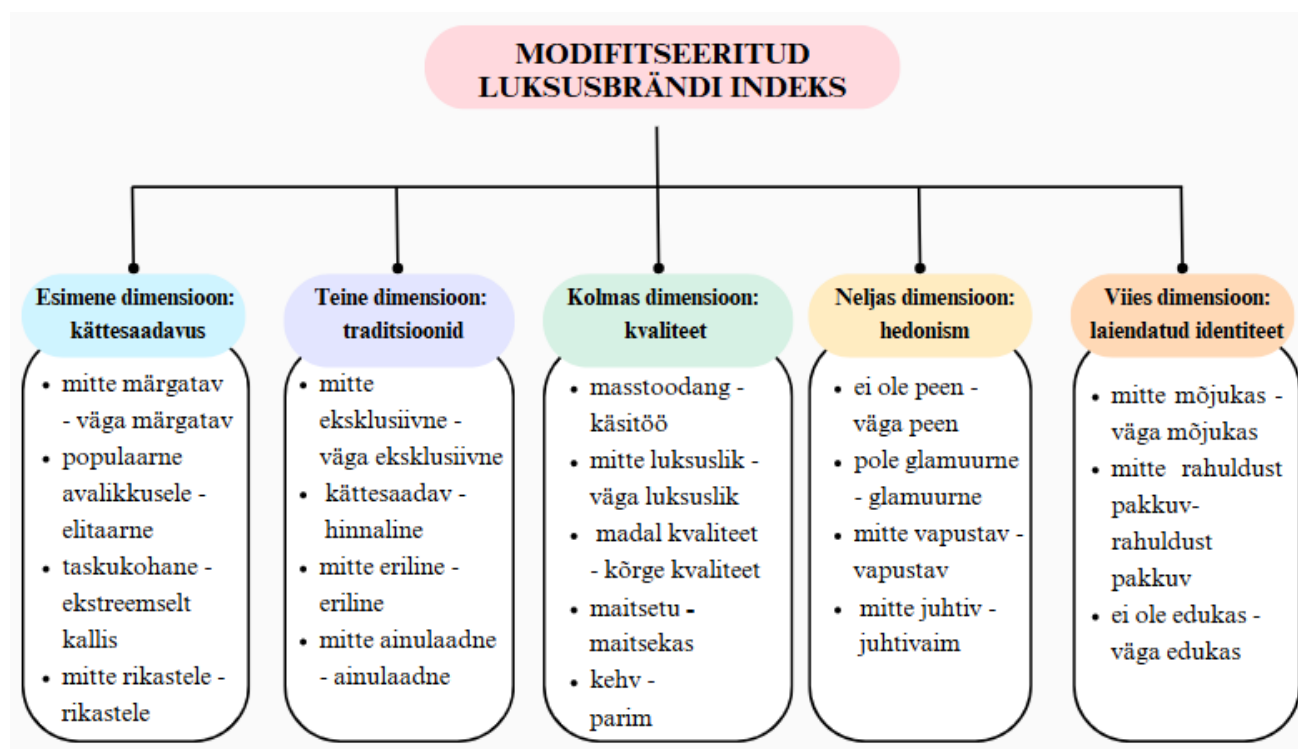 MODIFITSEERITUD
LUKSUSBRÄNDI INDEKS
Esimene dimensioon:
kättesaadavus
• mitte märgatav
- väga märgatav
• populaarne
avalikkusele -
elitaarne
• taskukohane -
ekstreemselt
kallis
• mitte rikastele -
rikastele
Teine dimensioon:
traditsioonid
• mitte
eksklusiivne -
väga eksklusiivne
• kättesaadav -
hinnaline
• mitte eriline -
eriline
• mitte ainulaadne
- ainulaadne
Kolmas dimensioon:
kvaliteet
• masstoodang -
käsitöö
• mitte luksuslik -
väga luksuslik
• madal kvaliteet
- kõrge kvaliteet
• maitsetu -
maitsekas
• kehv -
parim
Neljas dimensioon:
hedonism
• ei ole peen -
väga peen
• pole glamuurne
- glamuurne
• mitte vapustav -
vapustav
• mitte juhtiv -
juhtivaim
Viies dimensioon:
laiendatud identiteet
• mitte mõjukas -
väga mõjukas
• mitte rahuldust
pakkuv-
rahuldust
pakkuv
• ei ole edukas -
väga edukas